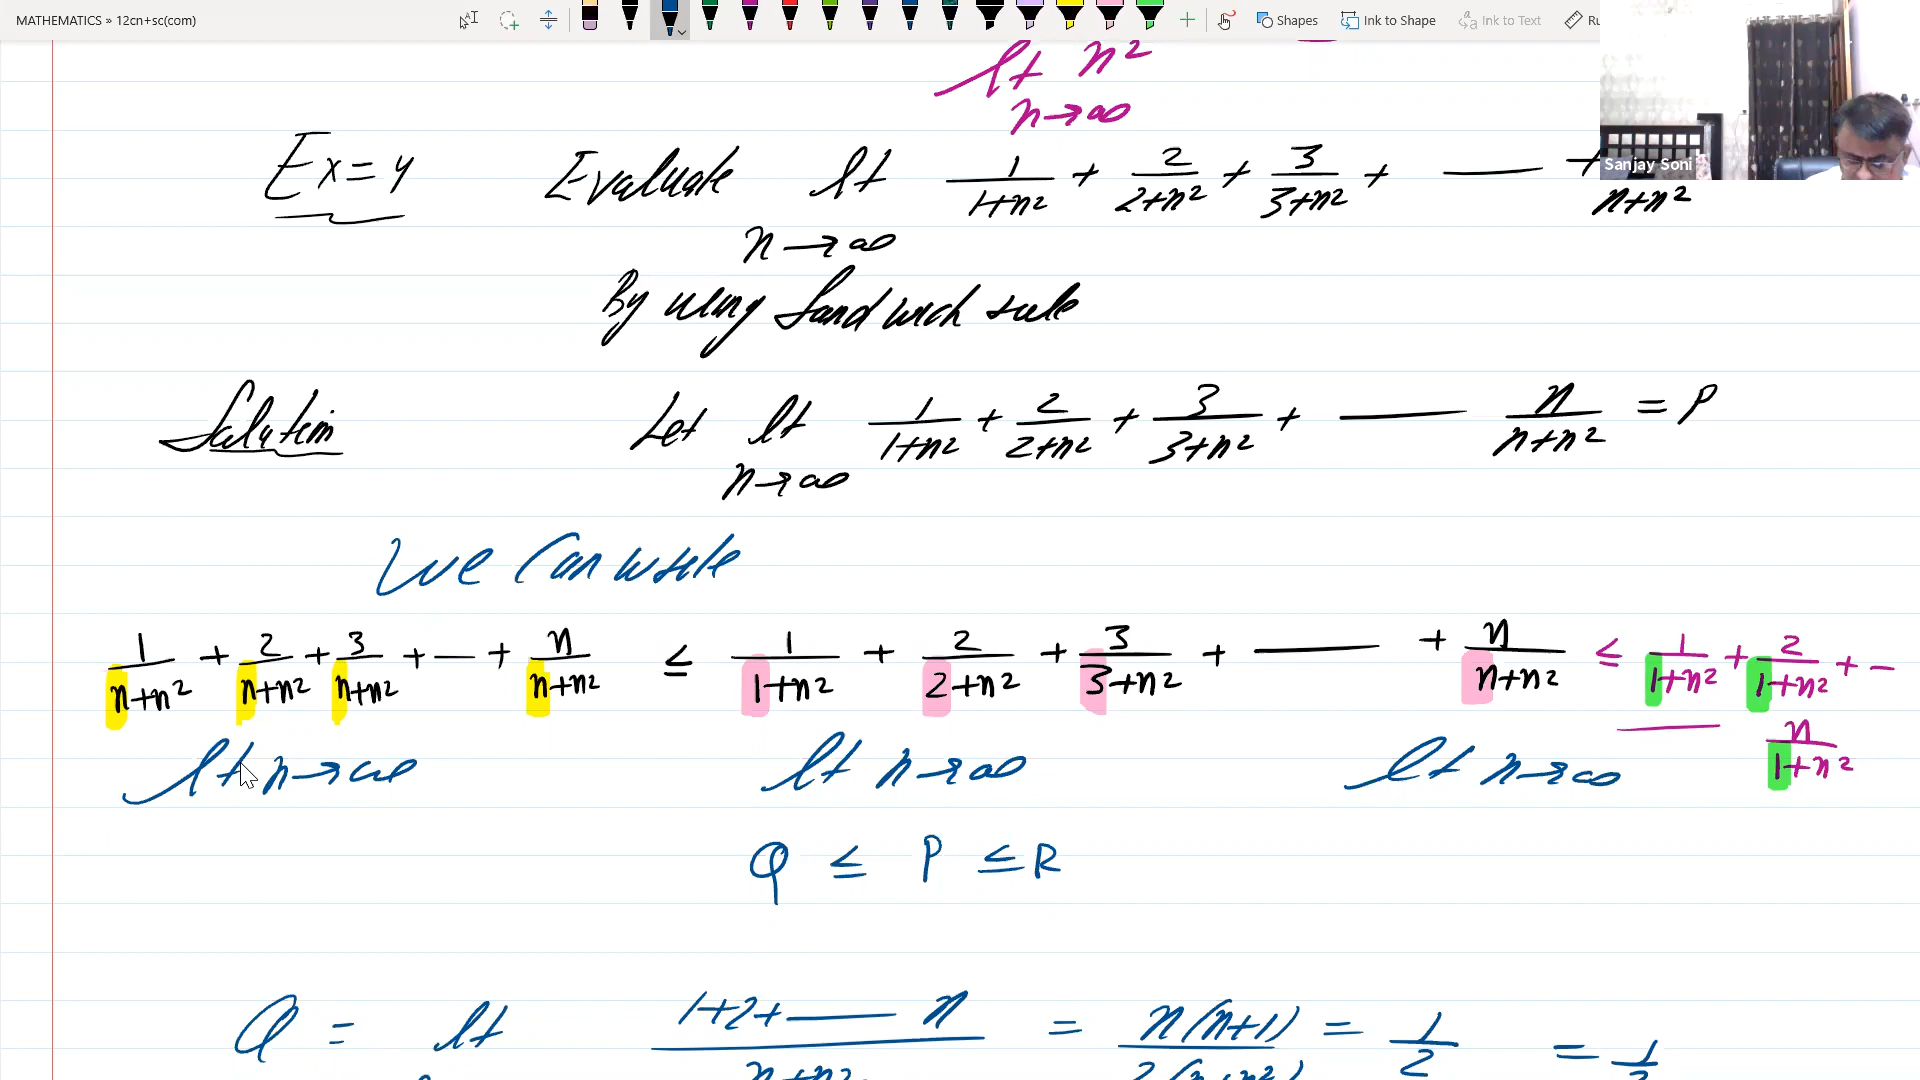 MATHEMATICS » 12cn+sc(com)
Shapes Ink to Shape Ink to Text Ru
lt n²
n→∞
Sanjay Soni
Ex=4 Evaluate lt 1/(1+n²) + 2/(2+n²) + 3/(3+n²) + — + /(n+n²)
n→∞
By using Sandwich rule
Solution Let lt 1/(1+n²) + 2/(2+n²) + 3/(3+n²) + — n/(n+n²) = P
n→∞
We Can write
1/(n+n²) + 2/(n+n²) + 3/(n+n²) + — + n/(n+n²) ≤ 1/(1+n²) + 2/(2+n²) + 3/(3+n²) + — + n/(n+n²) ≤ 1/(1+n²) + 2/(1+n²) + –
— n/(1+n²)
lt n→∞ lt n→∞ lt n→∞
Q ≤ P ≤ R
Q = lt (1+2+— n)/(n+n²) = n(n+1)/2(n+n²) = 1/2 = 1/2